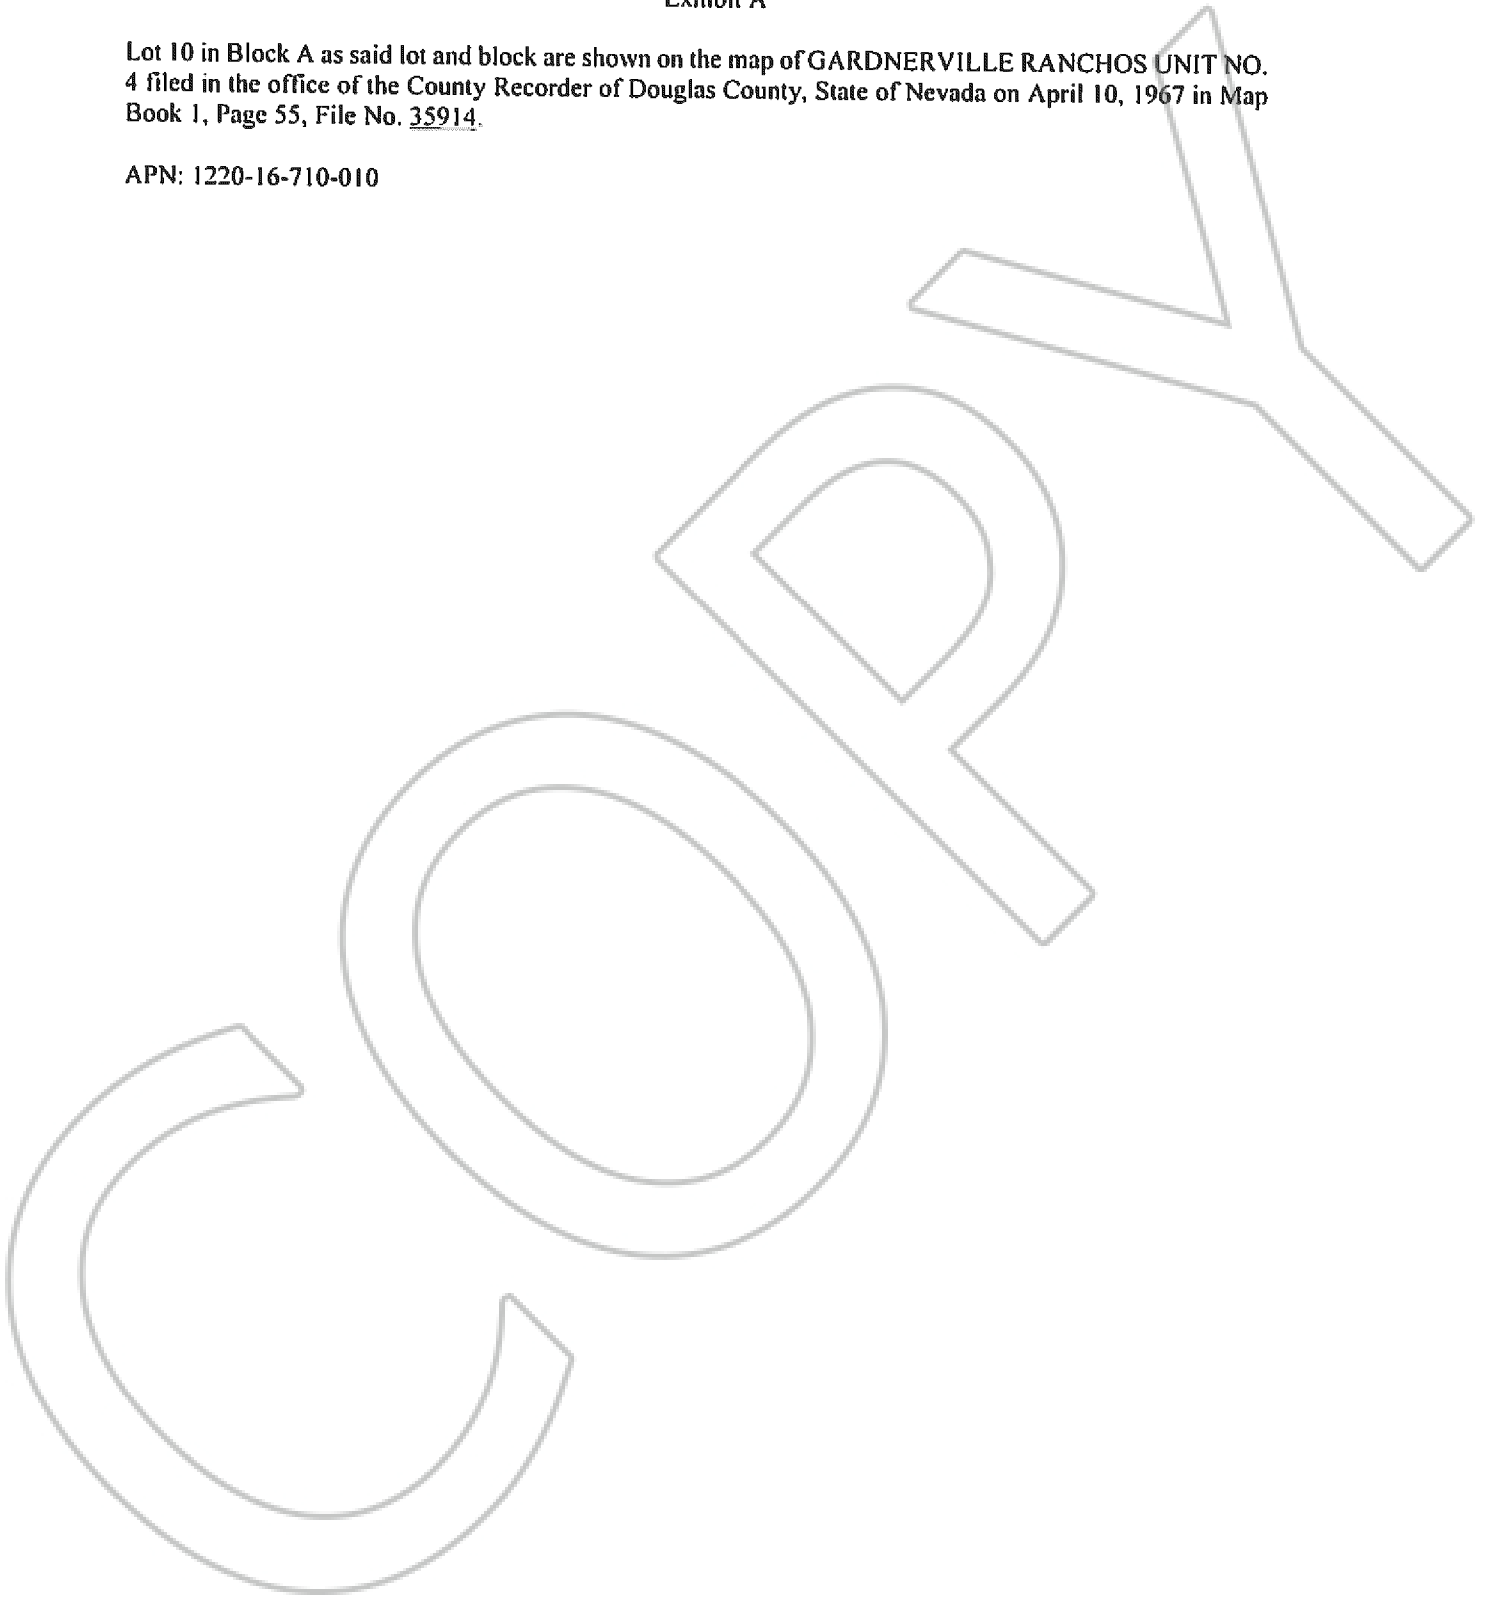 Exhibit A
Lot 10 in Block A as said lot and block are shown on the map of GARDNERVILLE RANCHOS UNIT NO.
4 filed in the office of the County Recorder of Douglas County, State of Nevada on April 10, 1967 in Map
Book 1, Page 55, File No. 35914.
APN: 1220-16-710-010
COPY